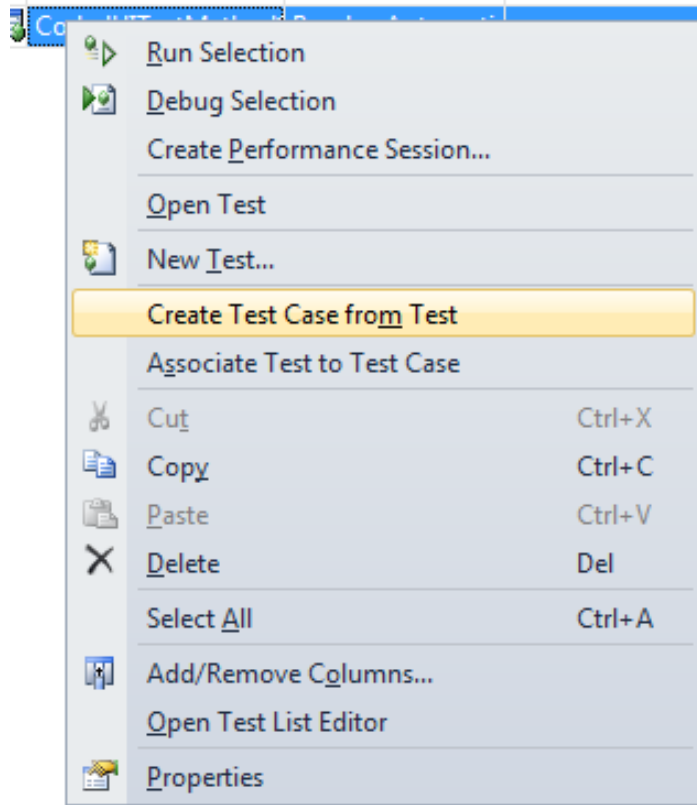 Run Selection
Debug Selection
Create Performance Session...
Open Test
New Test...
Create Test Case from Test
Associate Test to Test Case
Cut Ctrl+X
Copy Ctrl+C
Paste Ctrl+V
Delete Del
Select All Ctrl+A
Add/Remove Columns...
Open Test List Editor
Properties